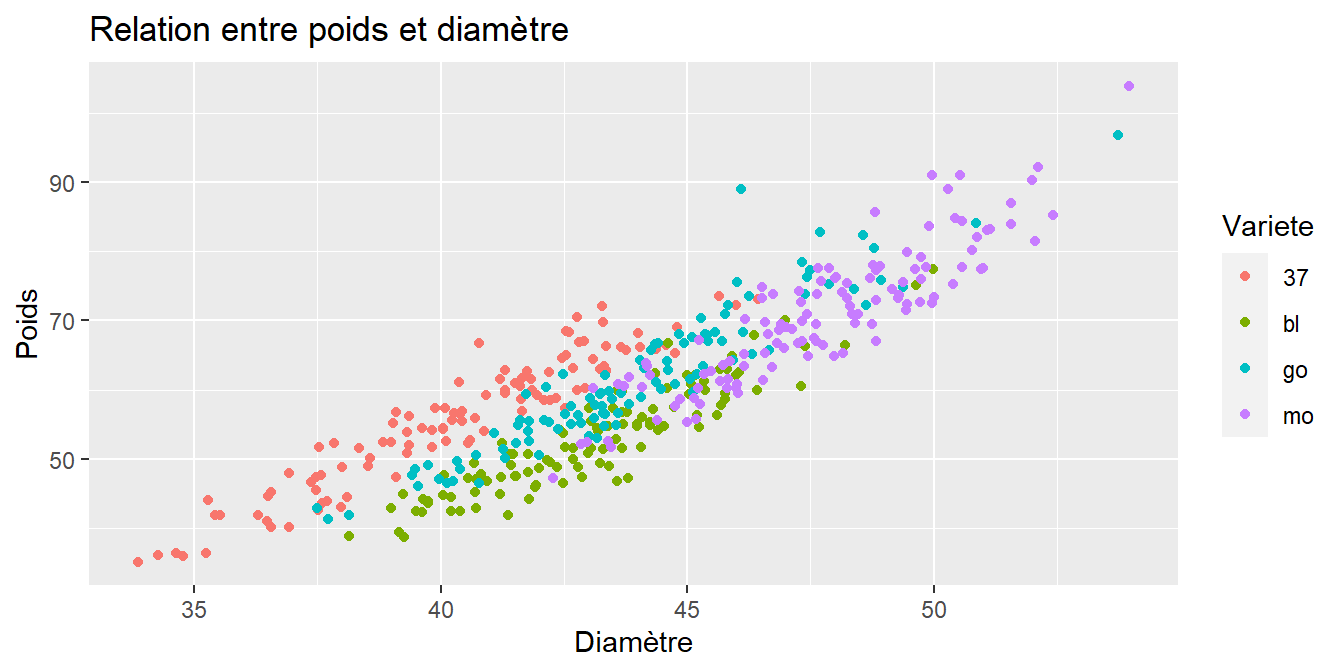 Relation entre poids et diamètre
90
70
50
Poids
35 40 45 50
Diamètre
Variete
37
bl
go
mo